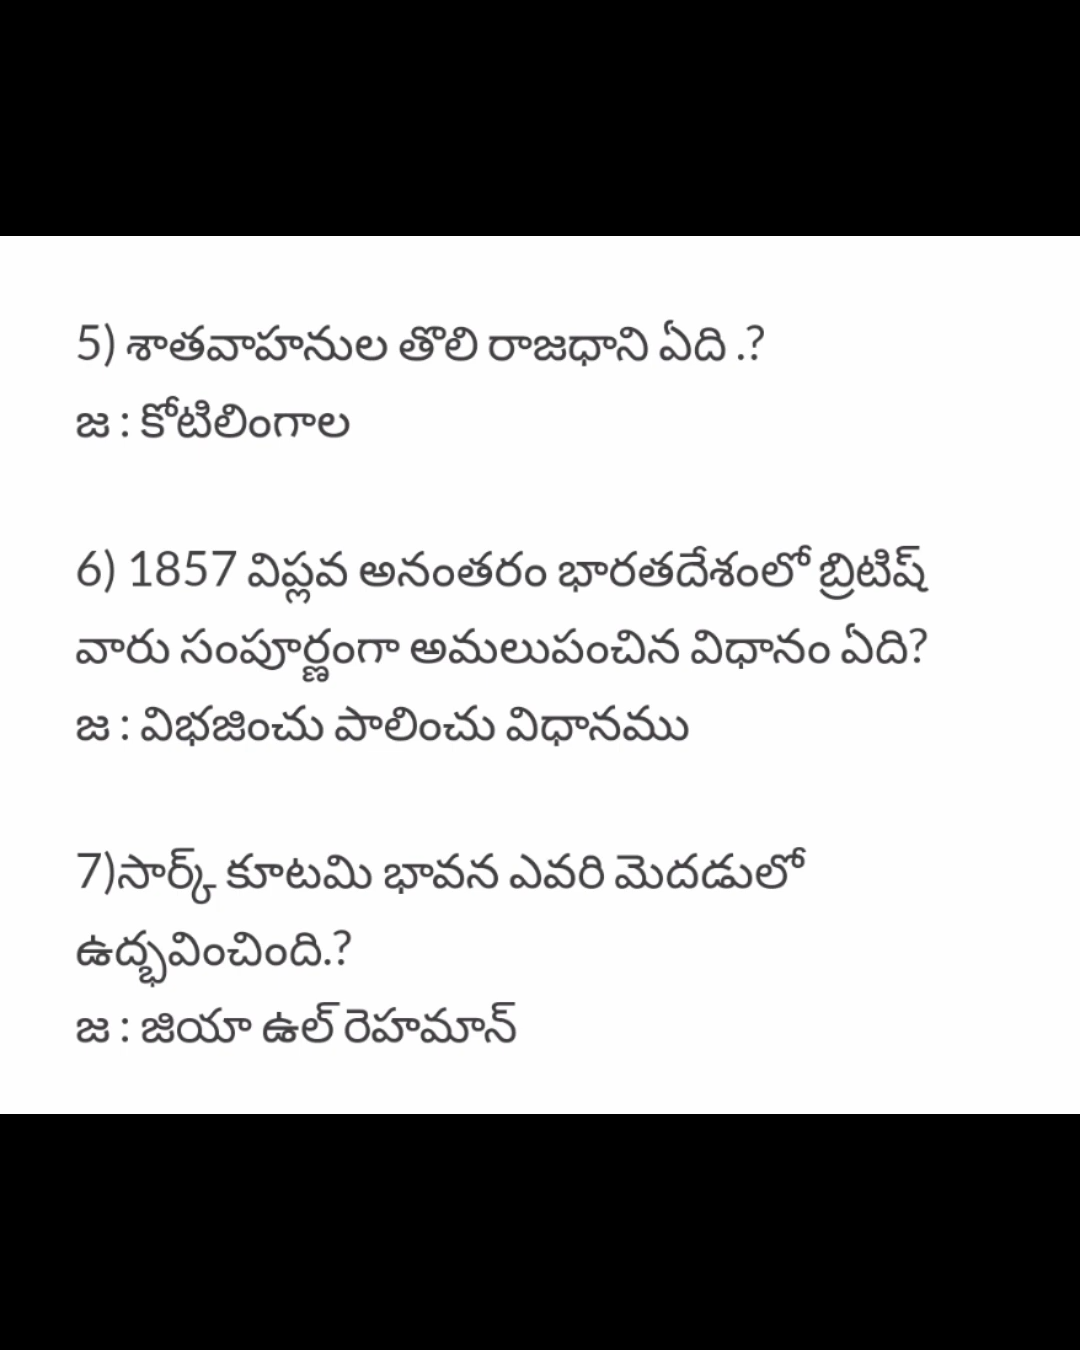 5) శాతవాహనుల తొలి రాజధాని ఏది .?
జ : కోటిలింగాల
6) 1857 విప్లవ అనంతరం భారతదేశంలో బ్రిటిష్
వారు సంపూర్ణంగా అమలుపంచిన విధానం ఏది?
జ : విభజించు పాలించు విధానము
7)సార్క్ కూటమి భావన ఎవరి మెదడులో
ఉద్భవించింది.?
జ : జియా ఉల్ రెహమాన్